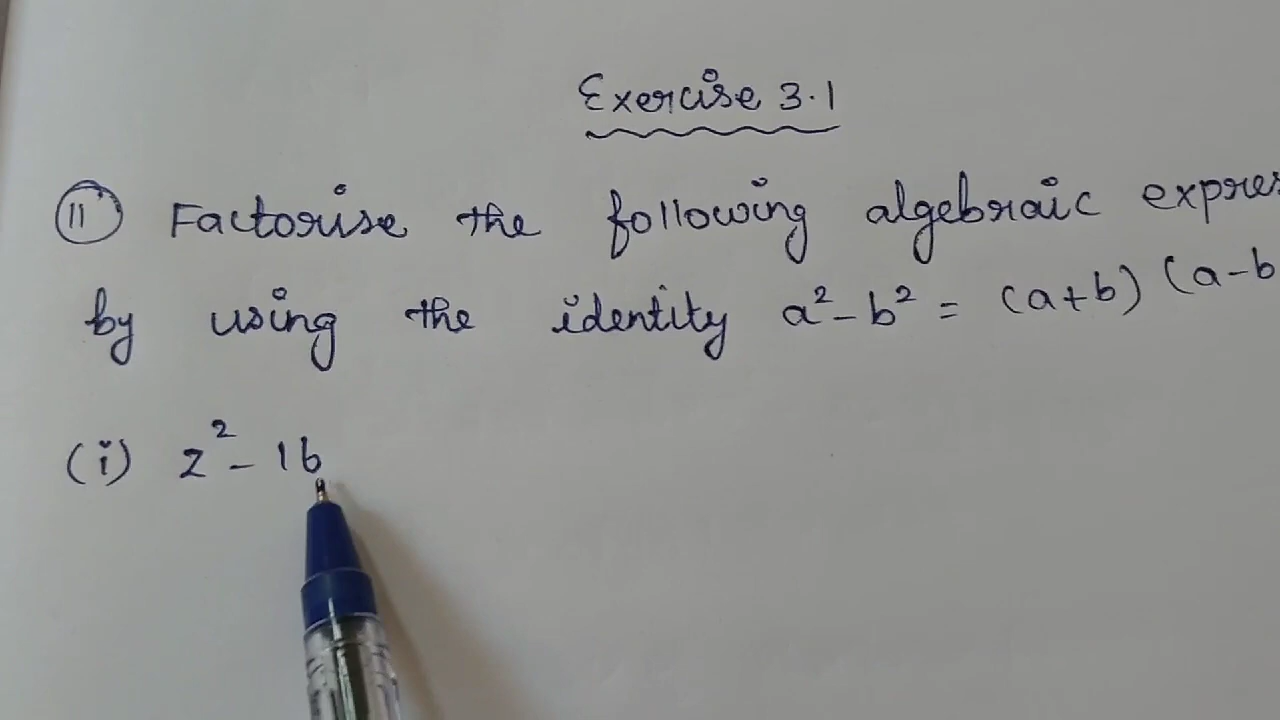 Exercise 3.1
11 Factorise the following algebraic expres
by using the identity a² - b² = (a+b) (a-b
(i) z² - 16